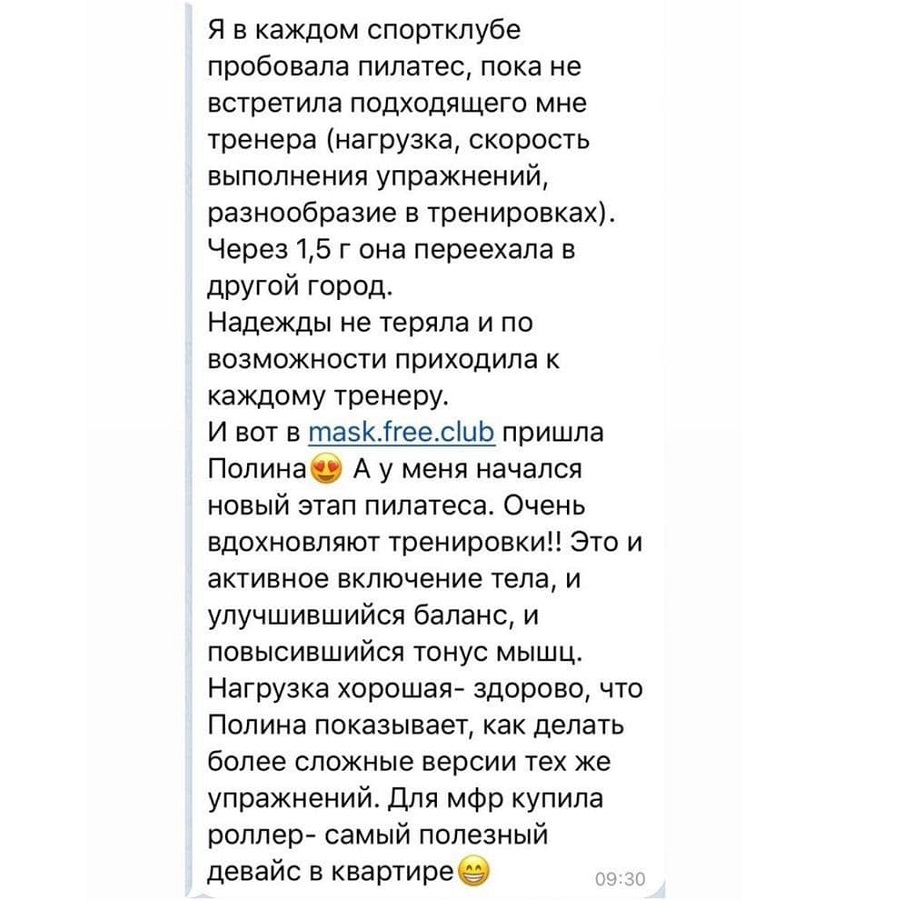 Я в каждом спортклубе
пробовала пилатес, пока не
встретила подходящего мне
тренера (нагрузка, скорость
выполнения упражнений,
разнообразие в тренировках).
Через 1,5 г она переехала в
другой город.
Надежды не теряла и по
возможности приходила к
каждому тренеру.
И вот в mask.free.club пришла
Полина😍 А у меня начался
новый этап пилатеса. Очень
вдохновляют тренировки!! Это и
активное включение тела, и
улучшившийся баланс, и
повысившийся тонус мышц.
Нагрузка хорошая- здорово, что
Полина показывает, как делать
более сложные версии тех же
упражнений. Для мфр купила
роллер- самый полезный
девайс в квартире😁
09:30